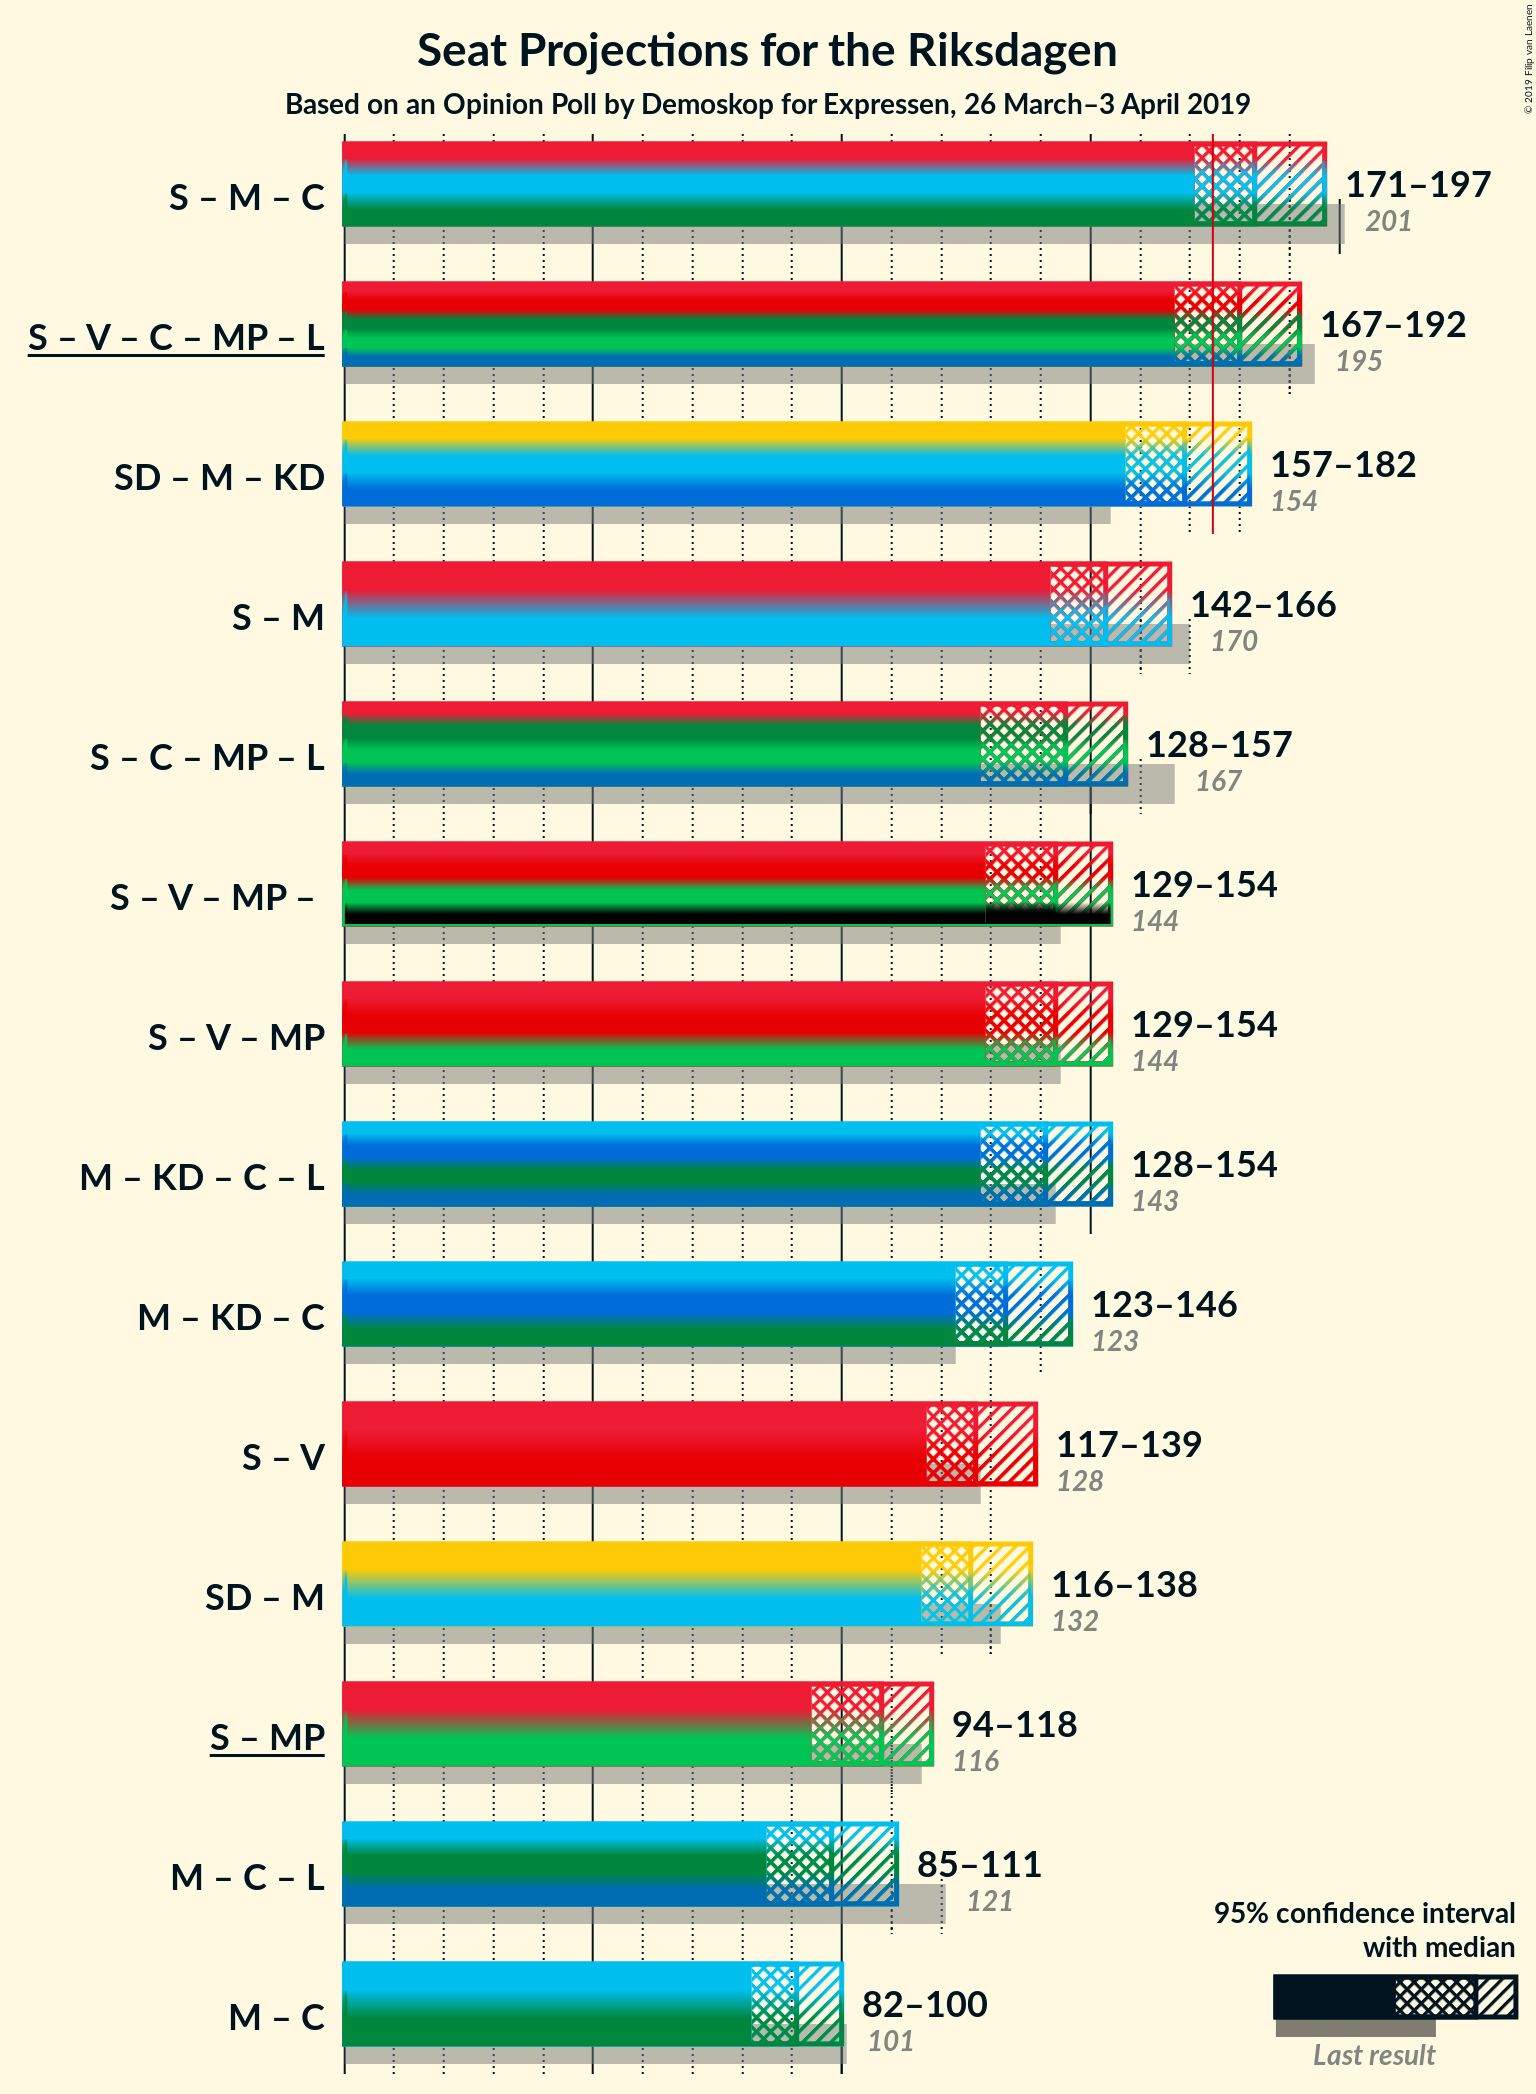 Seat Projections for the Riksdagen
Based on an Opinion Poll by Demoskop for Expressen, 26 March–3 April 2019
© 2019 Filip van Laenen
S – M – C
171–197
201
S – V – C – MP – L
167–192
195
SD – M – KD
157–182
154
S – M
142–166
170
S – C – MP – L
128–157
167
S – V – MP –
129–154
144
S – V – MP
129–154
144
M – KD – C – L
128–154
143
M – KD – C
123–146
123
S – V
117–139
128
SD – M
116–138
132
S – MP
94–118
116
M – C – L
85–111
121
M – C
82–100
101
95% confidence interval
with median
Last result